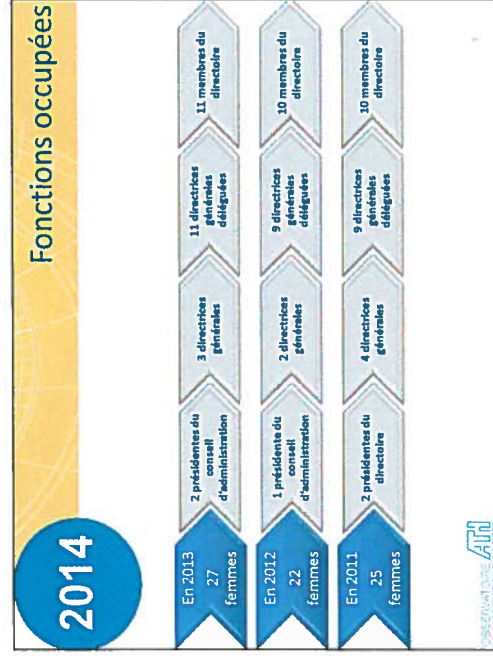 2014
Fonctions occupées
En 2013
27
femmes
2 présidentes du
conseil
d'administration
3 directrices
générales
11 directrices
générales
déléguées
11 membres du
directoire
En 2012
22
femmes
1 présidente du
conseil
d'administration
2 directrices
générales
9 directrices
générales
déléguées
10 membres du
directoire
En 2011
25
femmes
2 présidentes du
directoire
4 directrices
générales
9 directrices
générales
déléguées
10 membres du
directoire
OBSERVATOIRE ATH